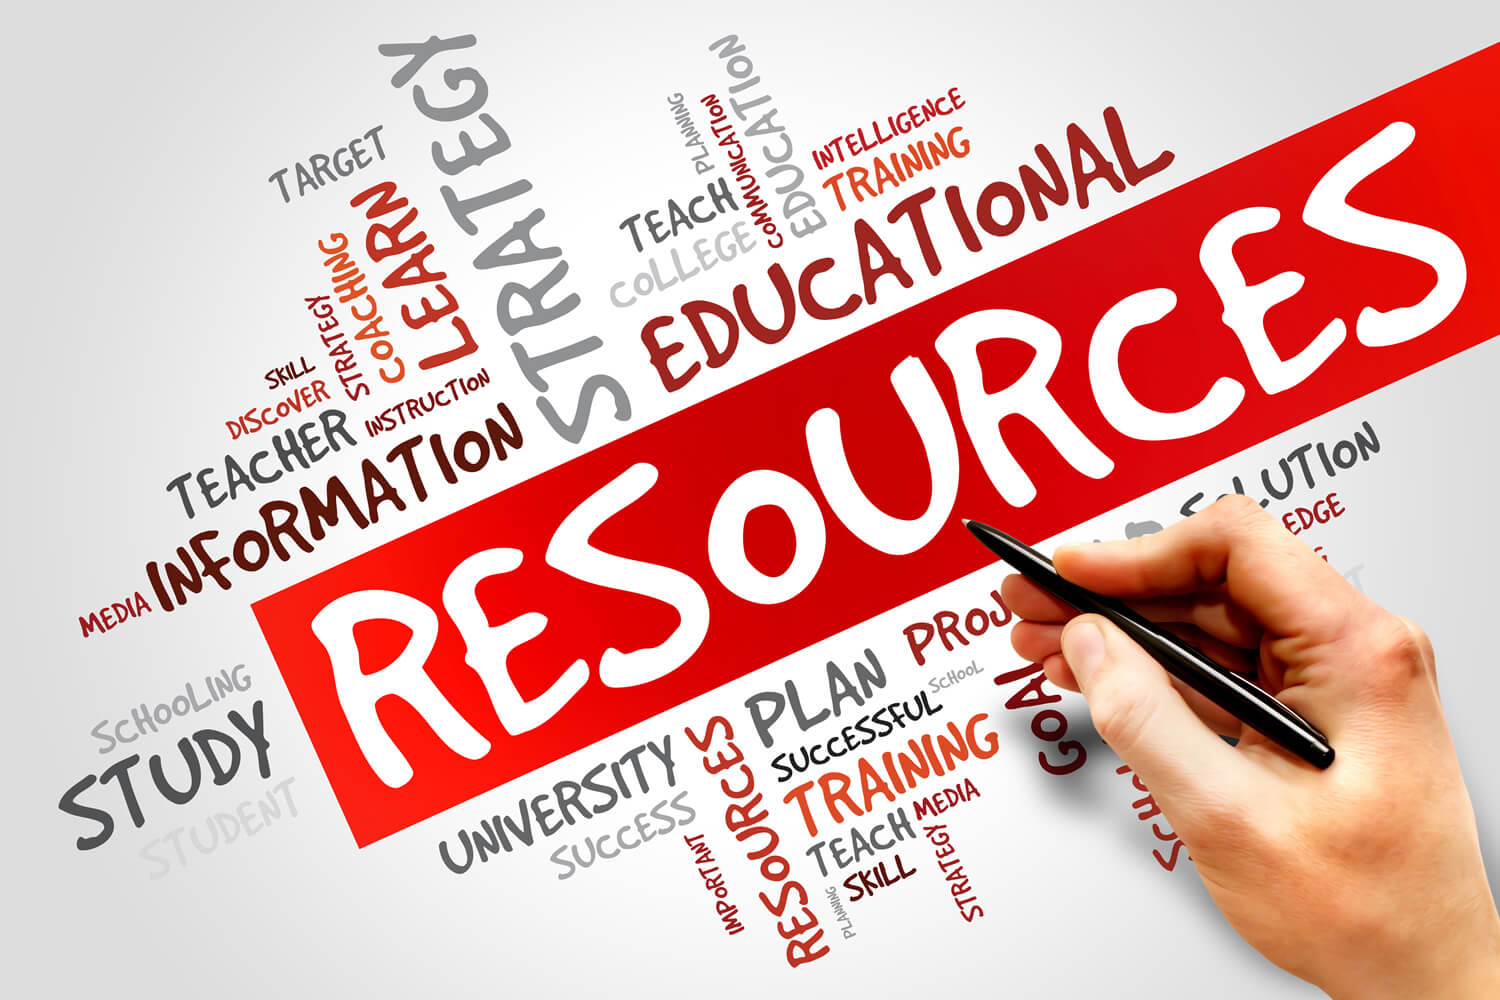 STRATEGY
TARGET
LEARN
COACHING
STRATEGY
SKILL
DISCOVER
INSTRUCTION
TEACHER
INFORMATION
MEDIA
PLANNING
COMMUNICATION
EDUCATION
INTELLIGENCE
TRAINING
TEACH
COLLEGE
EDUCATIONAL
RESOURCES
SCHOOLING
STUDY
STUDENT
UNIVERSITY
SUCCESS
IMPORTANT
RESOURCES
PLAN
SUCCESSFUL
SCHOOL
TRAINING
TEACH
MEDIA
SKILL
PLANNING
STRATEGY
PROJ
GOAL
SOLUTION
EDGE
SCHO